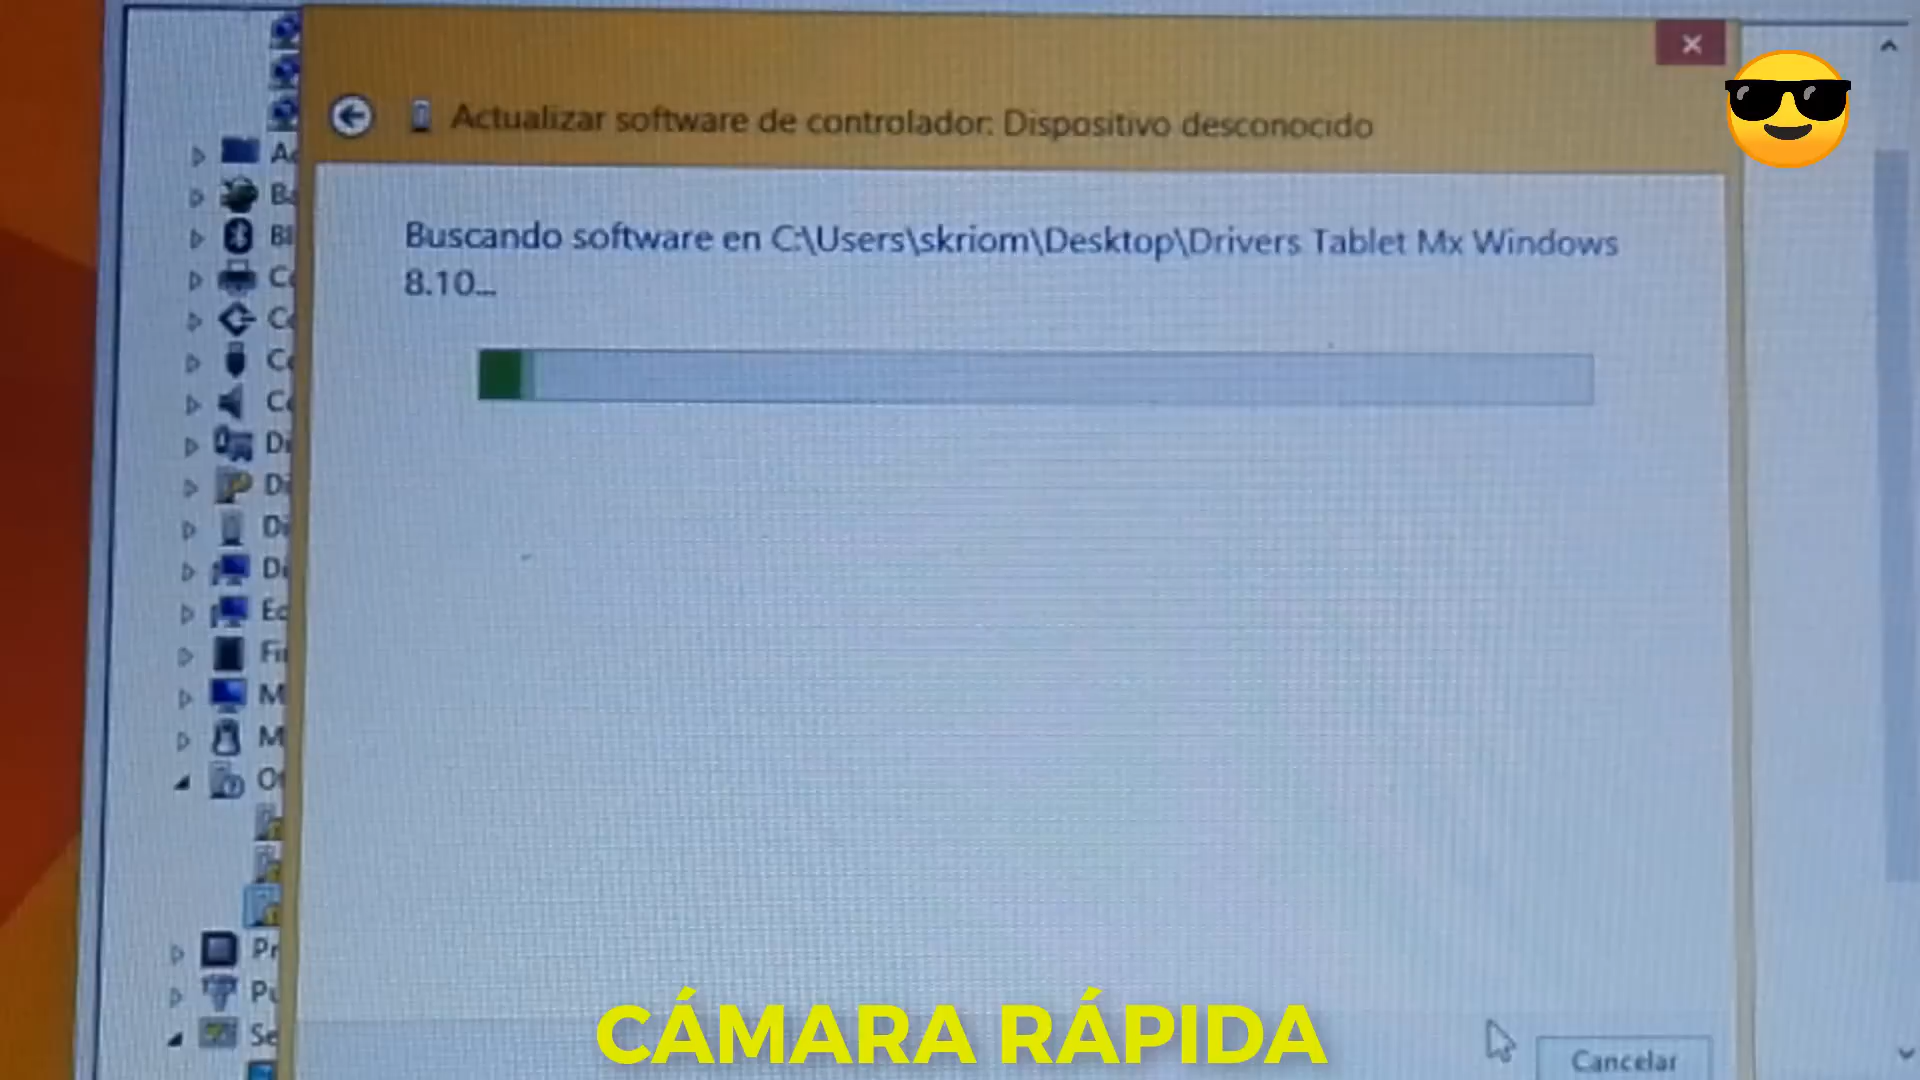 Actualizar software de controlador: Dispositivo desconocido
Buscando software en C:\Users\skriom\Desktop\Drivers Tablet Mx Windows
8.10...
CÁMARA RÁPIDA
Cancelar